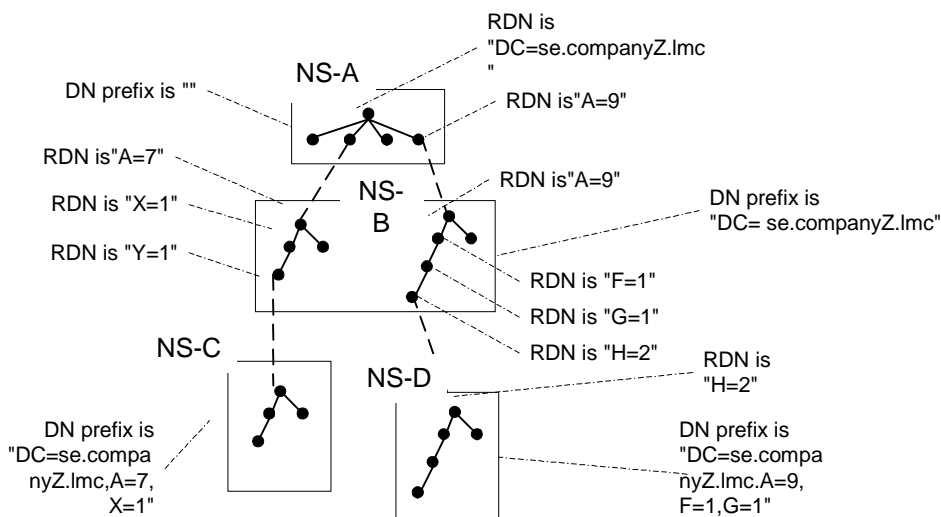 RDN is
"DC=se.companyZ.lmc
"
NS-A
DN prefix is ""
RDN is"A=9"
RDN is"A=7"
NS-
B
RDN is"A=9"
RDN is "X=1"
DN prefix is
"DC= se.companyZ.lmc"
RDN is "Y=1"
RDN is "F=1"
RDN is "G=1"
RDN is "H=2"
NS-C
NS-D
RDN is
"H=2"
DN prefix is
"DC=se.compa
nyZ.lmc,A=7,
X=1"
DN prefix is
"DC=se.compa
nyZ.lmc.A=9,
F=1,G=1"